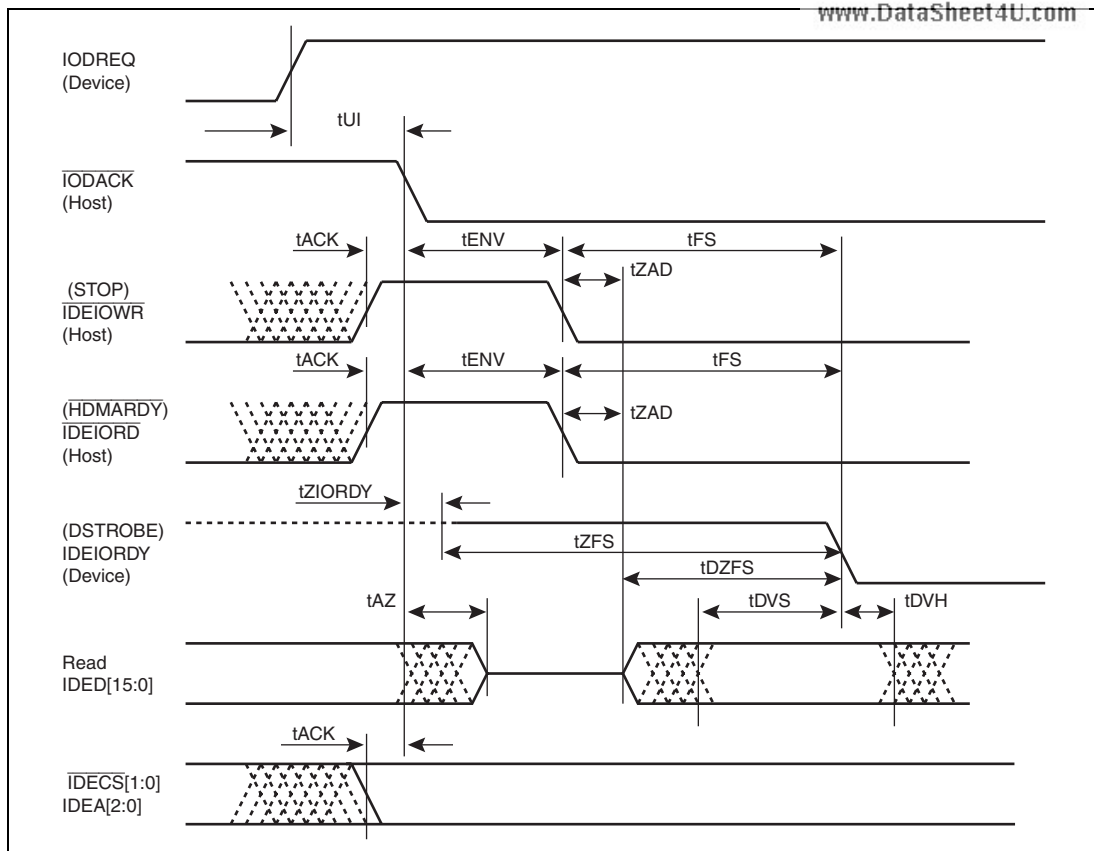 www.DataSheet4U.com
IODREQ
(Device)
tUI
IODACK
(Host)
tACK
tENV
tFS
tZAD
(STOP)
IDEIOWR
(Host)
tACK
tENV
tFS
tZAD
(HDMARDY)
IDEIORD
(Host)
tZIORDY
(DSTROBE)
IDEIORDY
(Device)
tZFS
tDZFS
tAZ
tDVS
tDVH
Read
IDED[15:0]
tACK
IDECS[1:0]
IDEA[2:0]